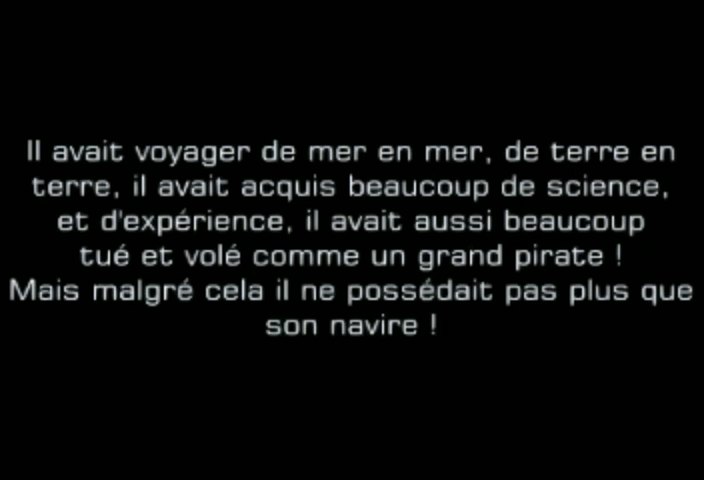 Il avait voyager de mer en mer, de terre en
terre, il avait acquis beaucoup de science,
et d'expérience, il avait aussi beaucoup
tué et volé comme un grand pirate !
Mais malgré cela il ne possédait pas plus que
son navire !